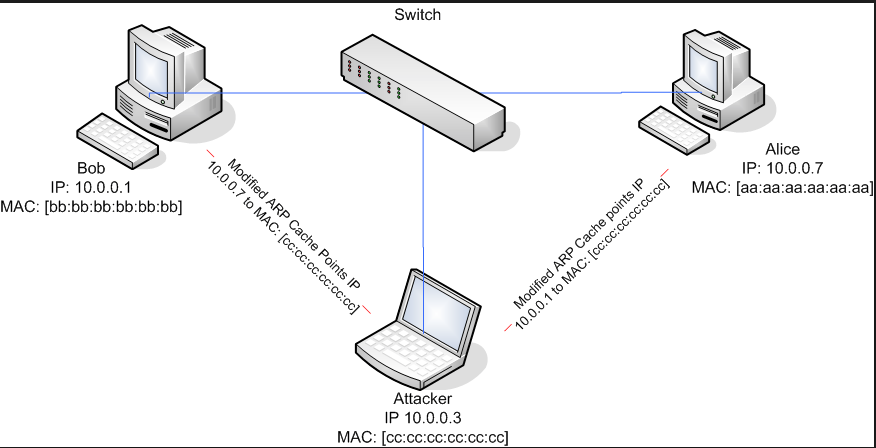 Switch
Bob
IP: 10.0.0.1
MAC: [bb:bb:bb:bb:bb:bb]
Alice
IP: 10.0.0.7
MAC: [aa:aa:aa:aa:aa:aa]
Modified ARP Cache Points IP
10.0.0.7 to MAC: [cc:cc:cc:cc:cc:cc]
Modified ARP Cache points IP
10.0.0.1 to MAC: [cc:cc:cc:cc:cc:cc]
Attacker
IP 10.0.0.3
MAC: [cc:cc:cc:cc:cc:cc]